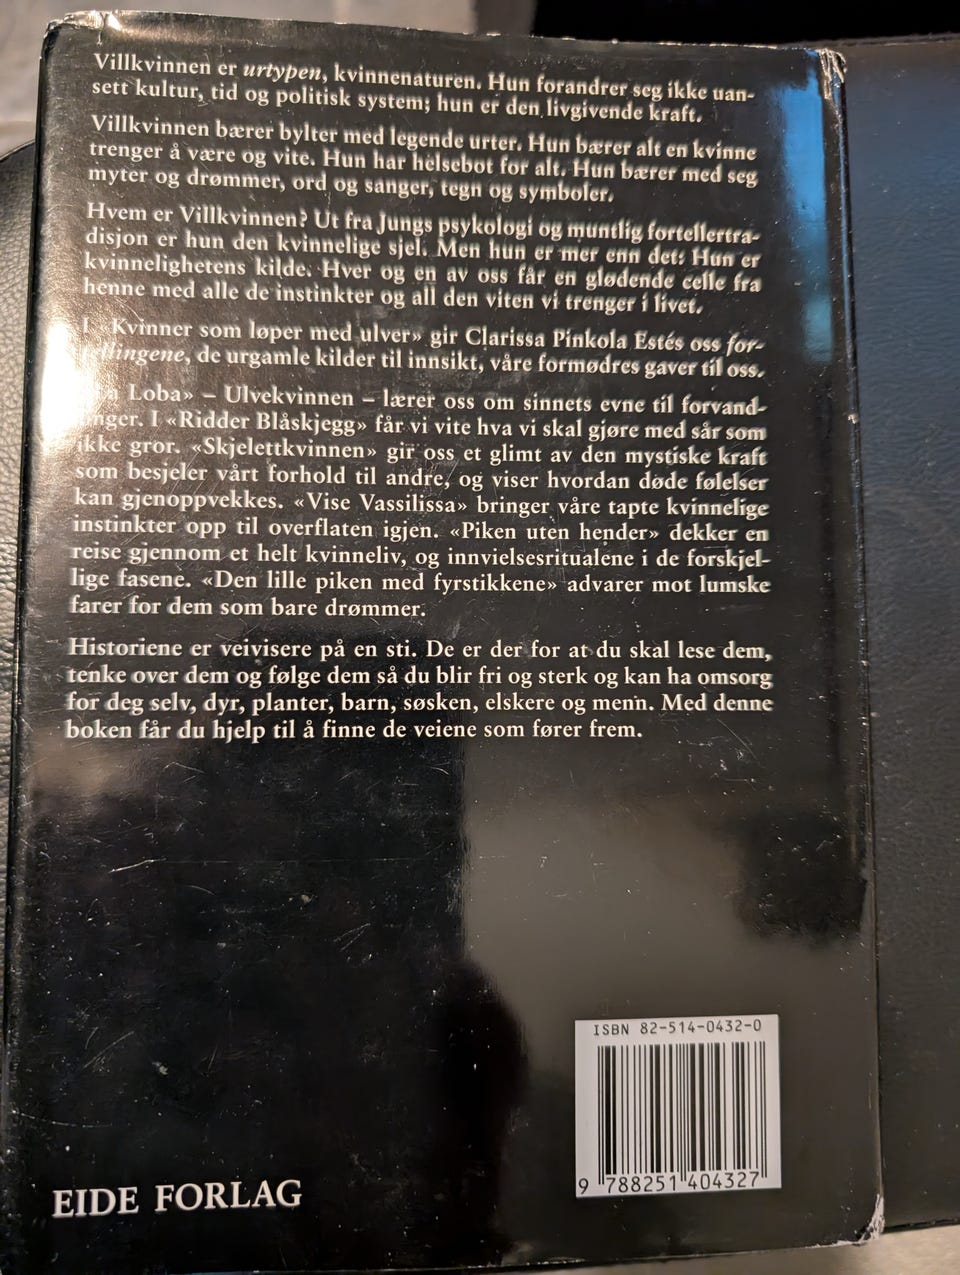 Villkvinnen er urtypen, kvinnenaturen. Hun forandrer seg ikke uan-
sett kultur, tid og politisk system; hun er den livgivende kraft.
Villkvinnen bærer bylter med legende urter. Hun bærer alt en kvinne
trenger å være og vite. Hun har helsebot for alt. Hun bærer med seg
myter og drømmer, ord og sanger, tegn og symboler.
Hvem er Villkvinnen? Ut fra Jungs psykologi og muntlig fortellertra-
disjon er hun den kvinnelige sjel. Men hun er mer enn det: Hun er
kvinnelighetens kilde. Hver og en av oss får en glødende celle fra
henne med alle de instinkter og all den viten vi trenger i livet.
I «Kvinner som løper med ulver» gir Clarissa Pinkola Estés oss for-
tellingene, de urgamle kilder til innsikt, våre formødres gaver til oss.
Loba» – Ulvekvinnen – lærer oss om sinnets evne til forvand-
linger. I «Ridder Blåskjegg» får vi vite hva vi skal gjøre med sår som
ikke gror. «Skjelettkvinnen» gir oss et glimt av den mystiske kraft
som besjeler vårt forhold til andre, og viser hvordan døde følelser
kan gjenoppvekkes. «Vise Vassilissa» bringer våre tapte kvinnelige
instinkter opp til overflaten igjen. «Piken uten hender» dekker en
reise gjennom et helt kvinneliv, og innvielsesritualene i de forskjel-
lige fasene. «Den lille piken med fyrstikkene» advarer mot lumske
farer for dem som bare drømmer.
Historiene er veivisere på en sti. De er der for at du skal lese dem,
tenke over dem og følge dem så du blir fri og sterk og kan ha omsorg
for deg selv, dyr, planter, barn, søsken, elskere og menn. Med denne
boken får du hjelp til å finne de veiene som fører frem.
ISBN 82-514-0432-0
9 788251 404327
EIDE FORLAG